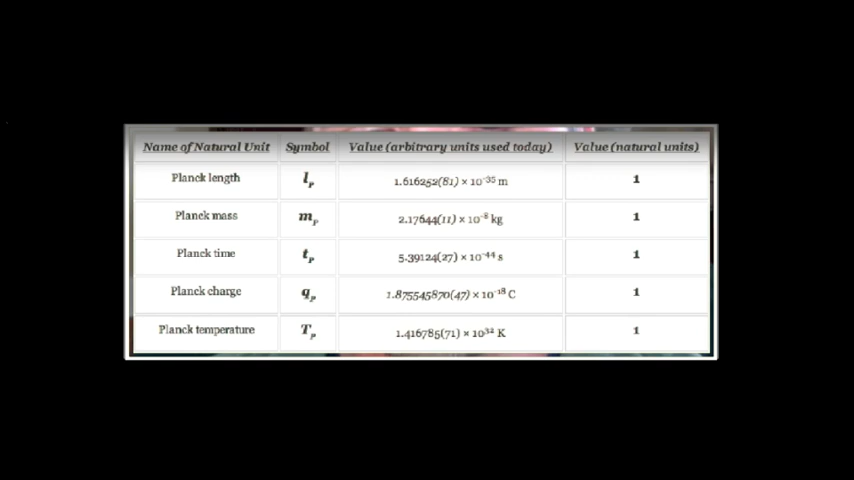 Name of Natural Unit Symbol Value (arbitrary units used today) Value (natural units)
Planck length lₚ 1.616252(81) × 10⁻³⁵ m 1
Planck mass mₚ 2.17644(11) × 10⁻⁸ kg 1
Planck time tₚ 5.39124(27) × 10⁻⁴⁴ s 1
Planck charge qₚ 1.875545870(47) × 10⁻¹⁸ C 1
Planck temperature Tₚ 1.416785(71) × 10³² K 1